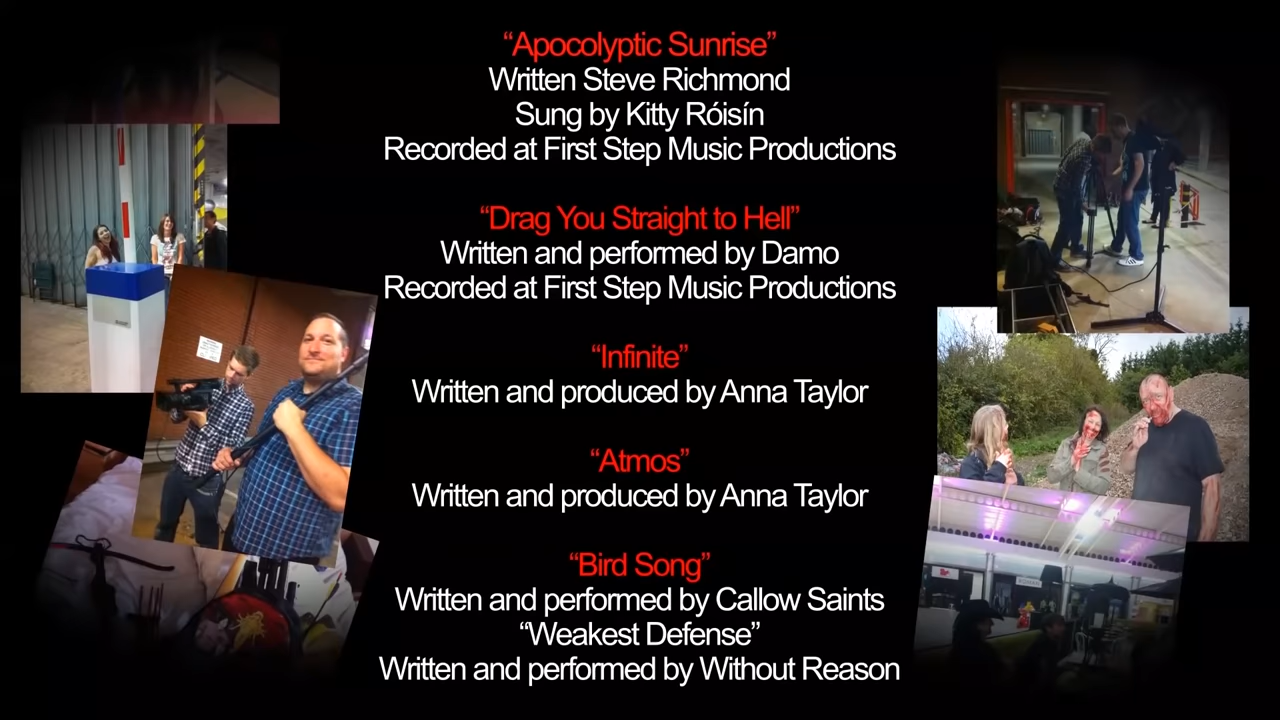 “Apocolyptic Sunrise”
Written Steve Richmond
Sung by Kitty Róisín
Recorded at First Step Music Productions
“Drag You Straight to Hell”
Written and performed by Damo
Recorded at First Step Music Productions
“Infinite”
Written and produced by Anna Taylor
“Atmos”
Written and produced by Anna Taylor
“Bird Song”
Written and performed by Callow Saints
“Weakest Defense”
Written and performed by Without Reason